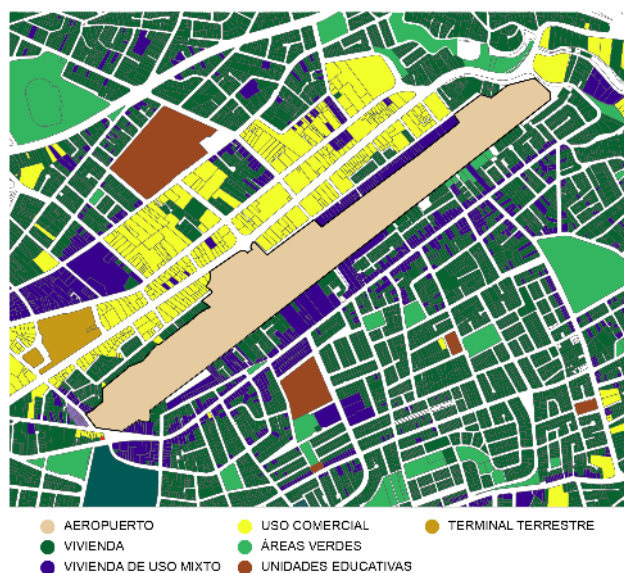 AEROPUERTO
USO COMERCIAL
TERMINAL TERRESTRE
VIVIENDA
ÁREAS VERDES
VIVIENDA DE USO MIXTO
UNIDADES EDUCATIVAS